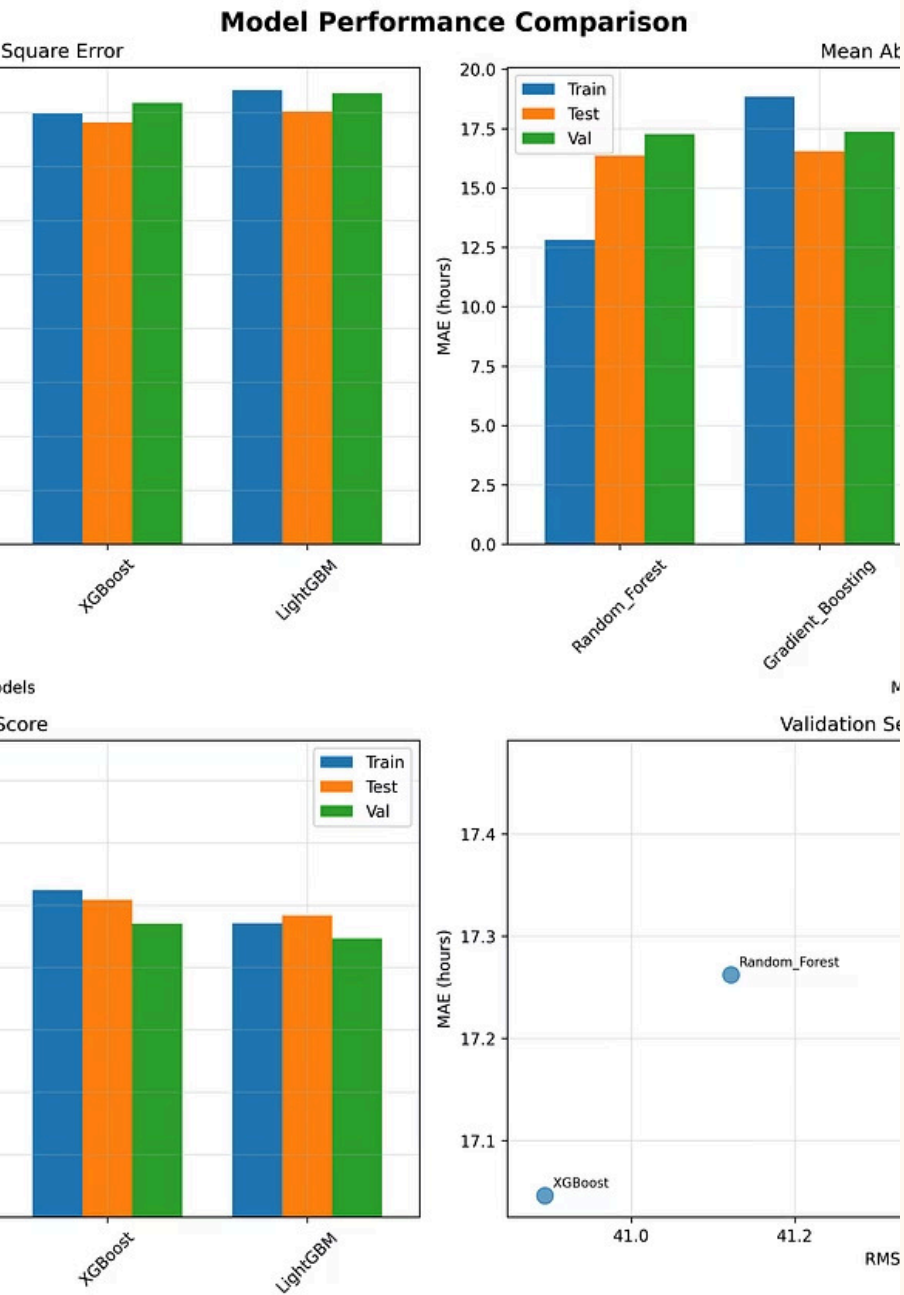 Model Performance Comparison
Square Error
XGBoost
LightGBM
Mean Ab
20.0
17.5
15.0
12.5
10.0
7.5
5.0
2.5
0.0
MAE (hours)
Train
Test
Val
Random_Forest
Gradient_Boosting
odels
M
Score
Train
Test
Val
XGBoost
LightGBM
Validation Se
17.4
17.3
17.2
17.1
MAE (hours)
Random_Forest
XGBoost
41.0
41.2
RMS